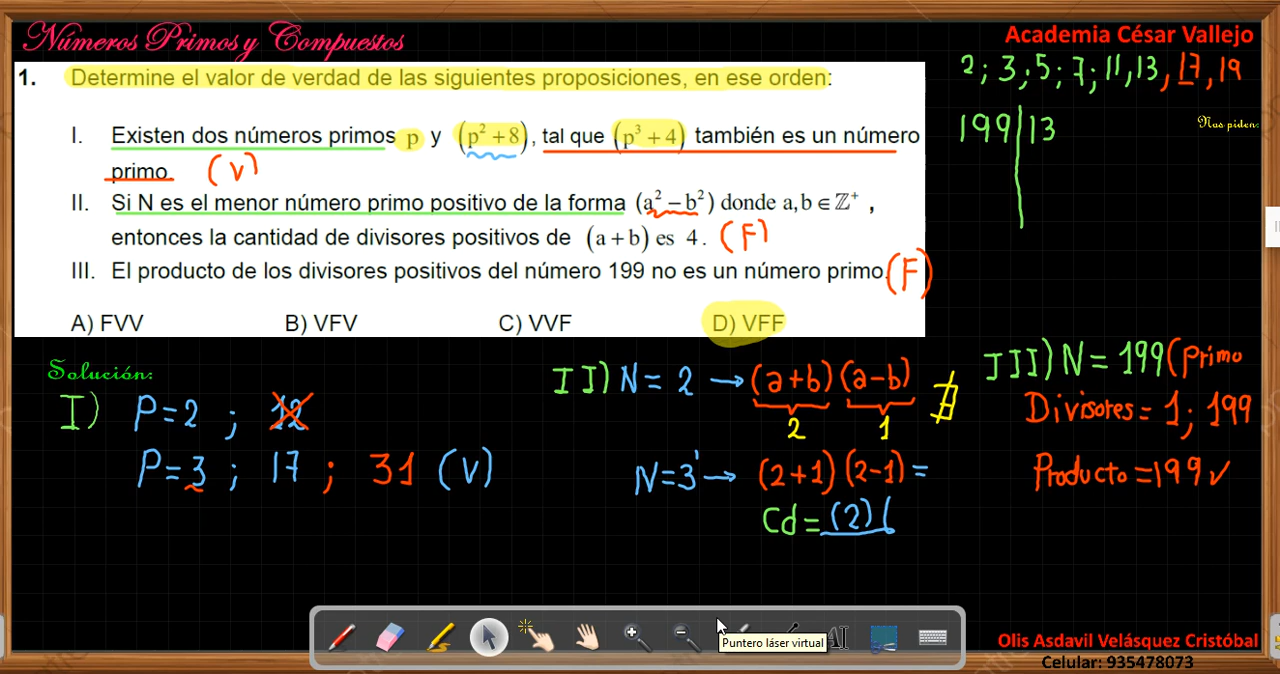 Números Primos y Compuestos
Academia César Vallejo
2; 3; 5; 7; 11, 13, 17, 19
199 | 13
Nus piden:
1. Determine el valor de verdad de las siguientes proposiciones, en ese orden:
I. Existen dos números primos p y (p² + 8), tal que (p³ + 4) también es un número
primo. (V)
II. Si N es el menor número primo positivo de la forma (a² − b²) donde a, b ∈ ℤ⁺ ,
entonces la cantidad de divisores positivos de (a + b) es 4. (F)
III. El producto de los divisores positivos del número 199 no es un número primo. (F)
A) FVV B) VFV C) VVF D) VFF
Solución:
I) P = 2 ; 12
P = 3 ; 17 ; 31 (V)
II) N = 2 → (a+b) (a−b) ∄
2 1
N = 3 → (2+1) (2−1) =
Cd = (2) (
III) N = 199 (Primo
Divisores = 1; 199
Producto = 199 ✓
Puntero láser virtual
AI
Olis Asdavil Velásquez Cristóbal
Celular: 935478073